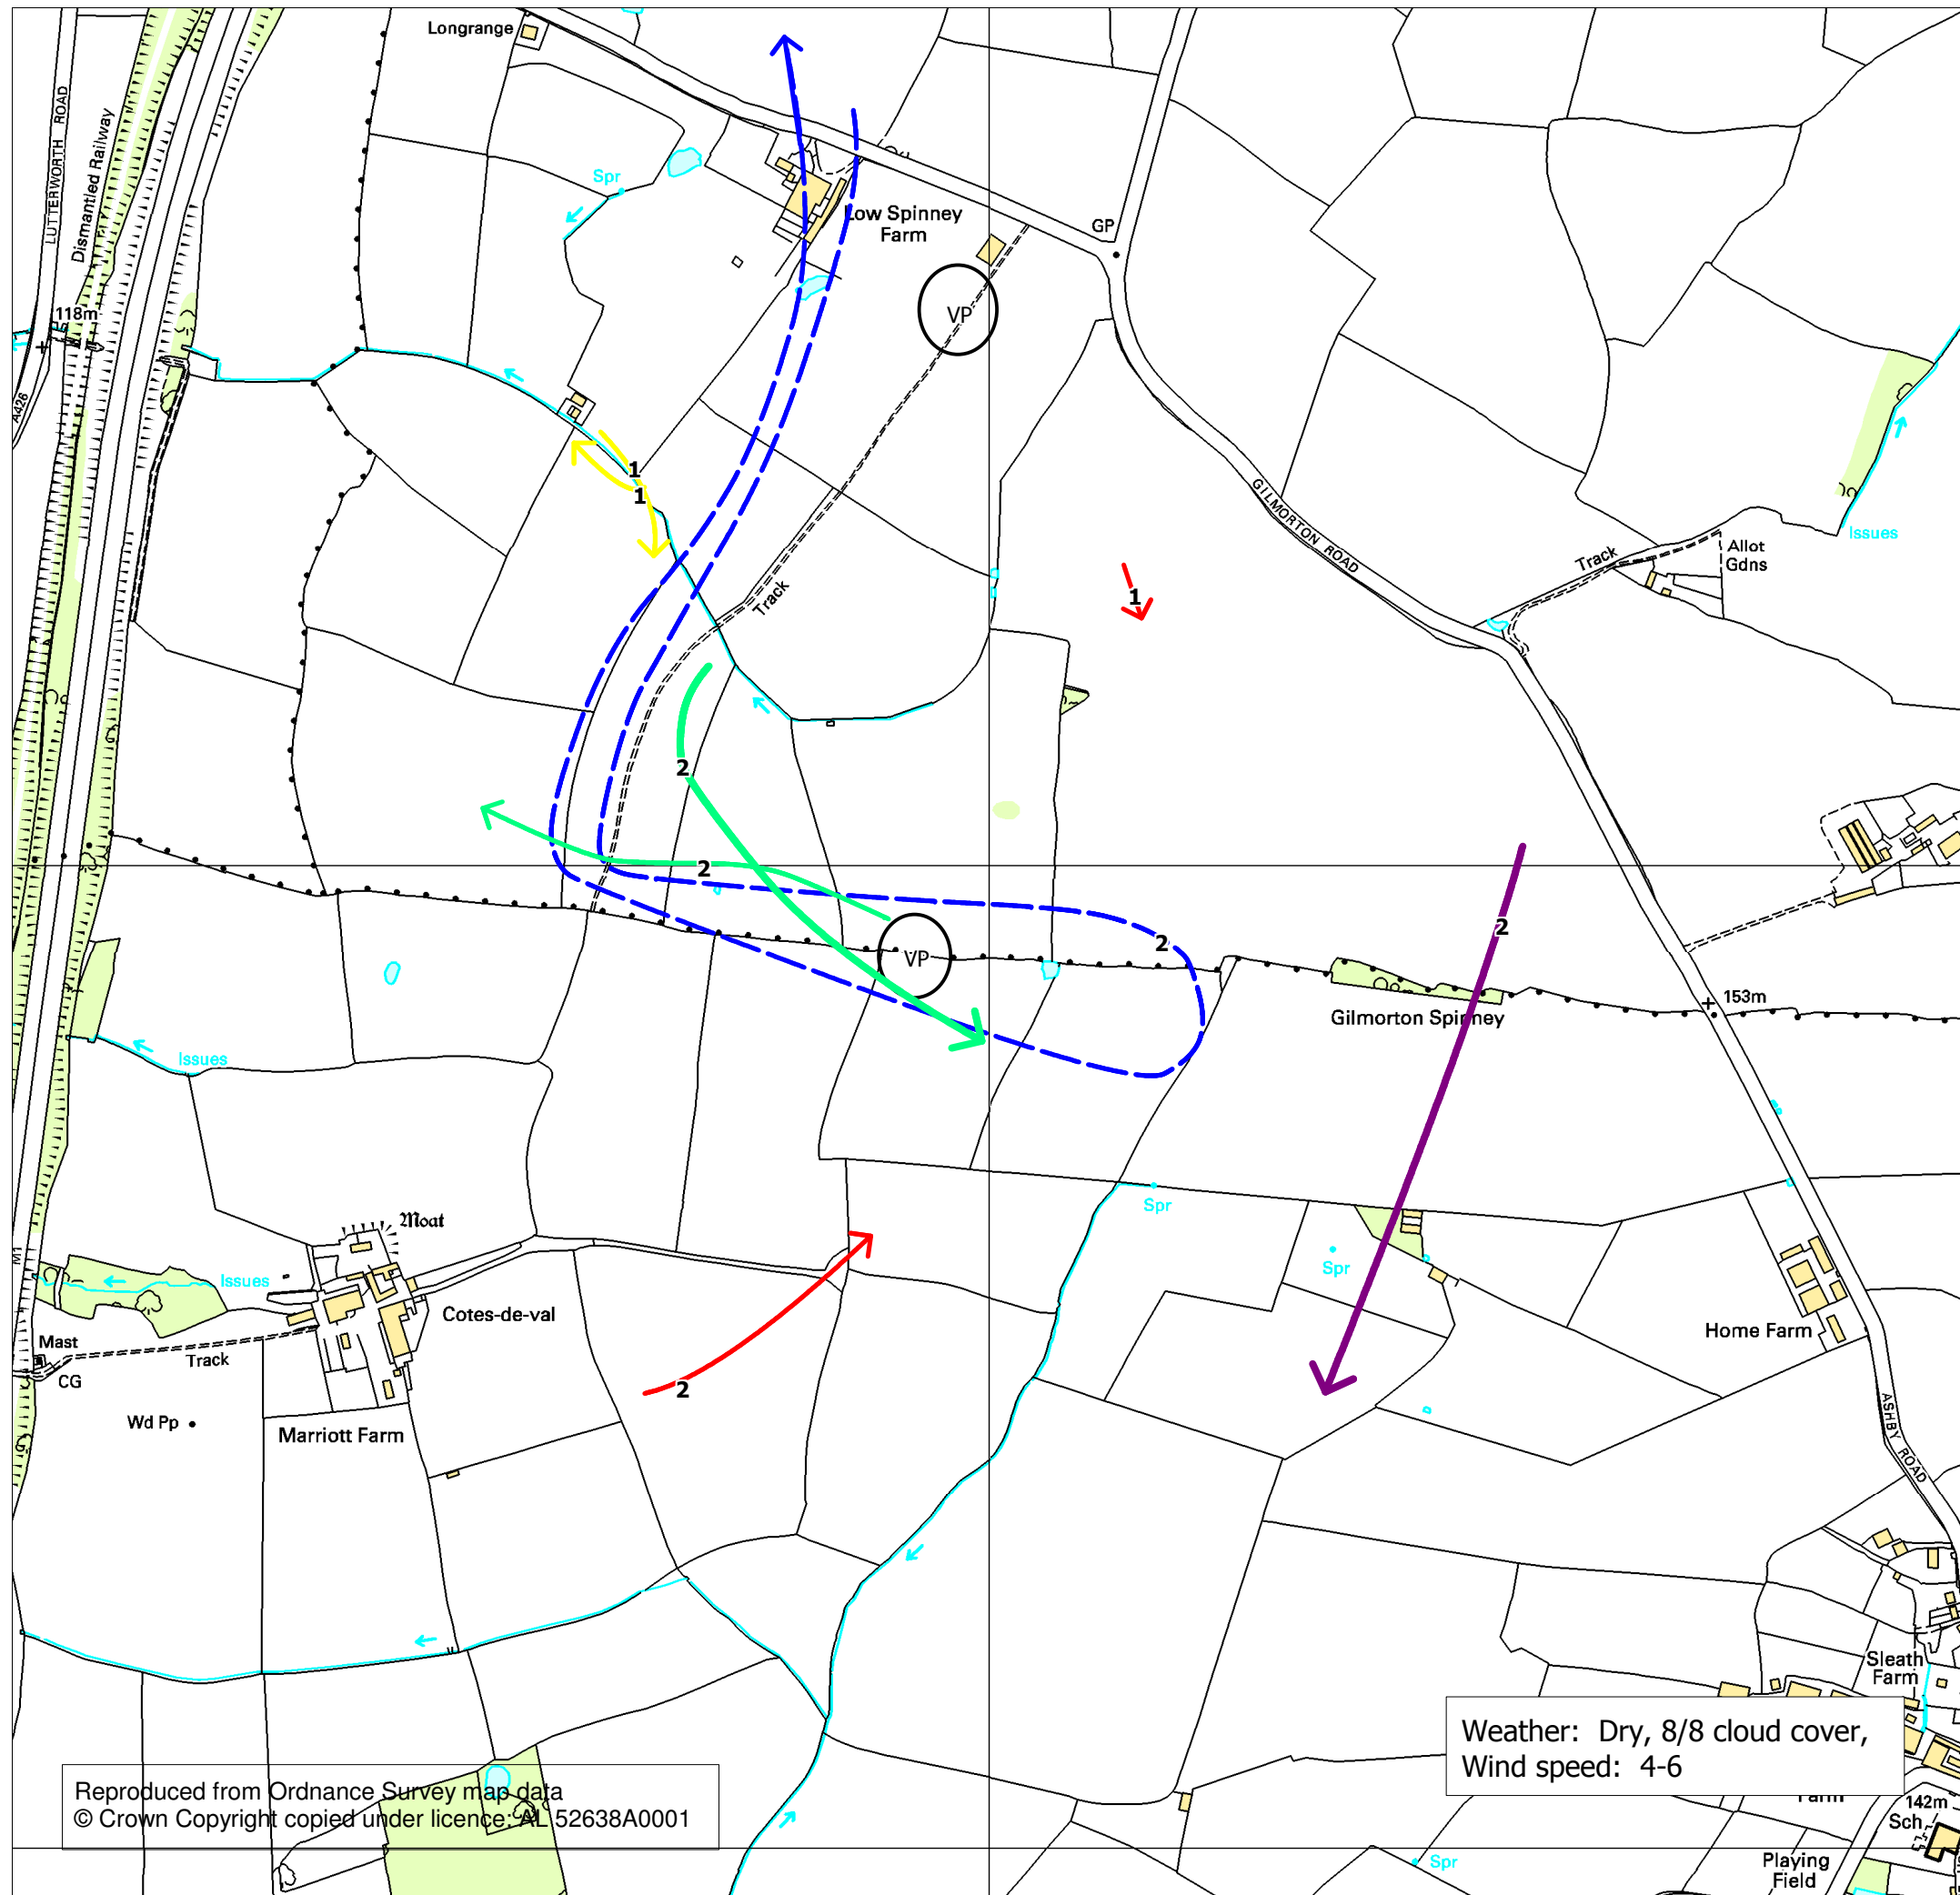 Longrange
LUTTERWORTH ROAD
Dismantled Railway
Spr
Low Spinney
Farm
GP
VP
118m
A426
1
1
GILMORTON ROAD
Issues
Track
Allot
Gdns
Track
1
2
2
2
2
VP
Gilmorton Spinney
153m
Issues
Spr
Moat
M1
Issues
Spr
Cotes-de-val
Home Farm
Mast
Track
CG
2
Wd Pp
Marriott Farm
ASHBY ROAD
Sleath
Farm
Weather: Dry, 8/8 cloud cover,
Wind speed: 4-6
Reproduced from Ordnance Survey map data
© Crown Copyright copied under licence: AL 52638A0001
Farm
142m
Sch
Spr
Playing
Field